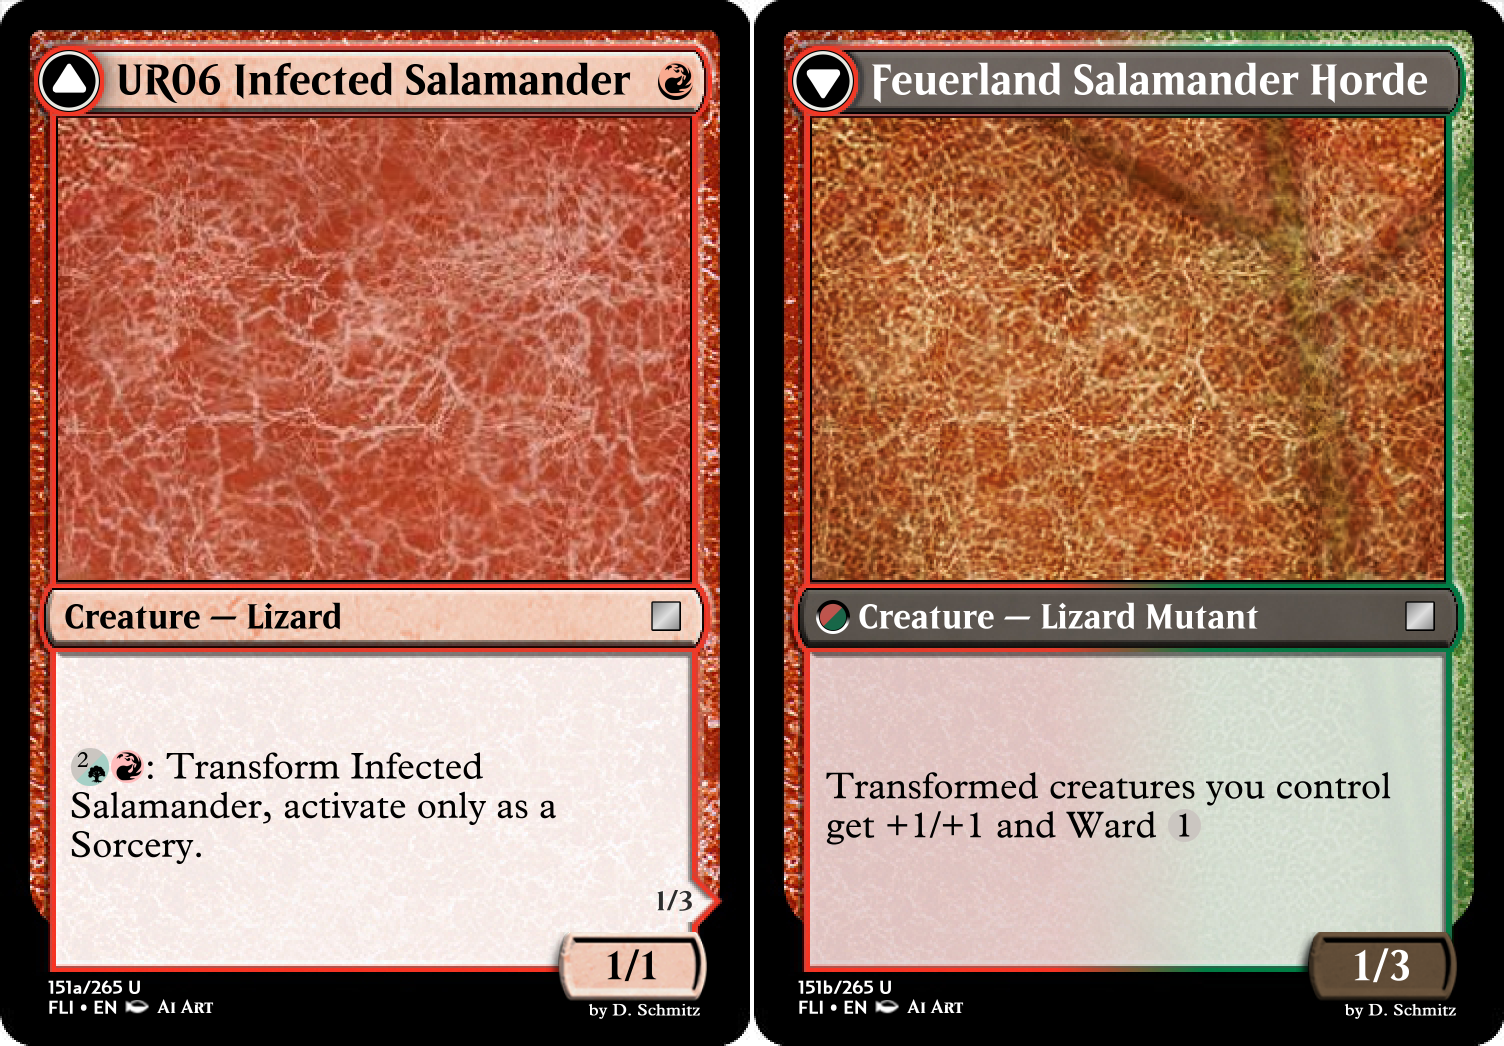 UR06 Infected Salamander
Creature — Lizard
2: Transform Infected
Salamander, activate only as a
Sorcery.
1/3
1/1
151a/265 U
FLI • EN AI ART
by D. Schmitz
Feuerland Salamander Horde
Creature — Lizard Mutant
Transformed creatures you control
get +1/+1 and Ward 1
1/3
151b/265 U
FLI • EN AI ART
by D. Schmitz